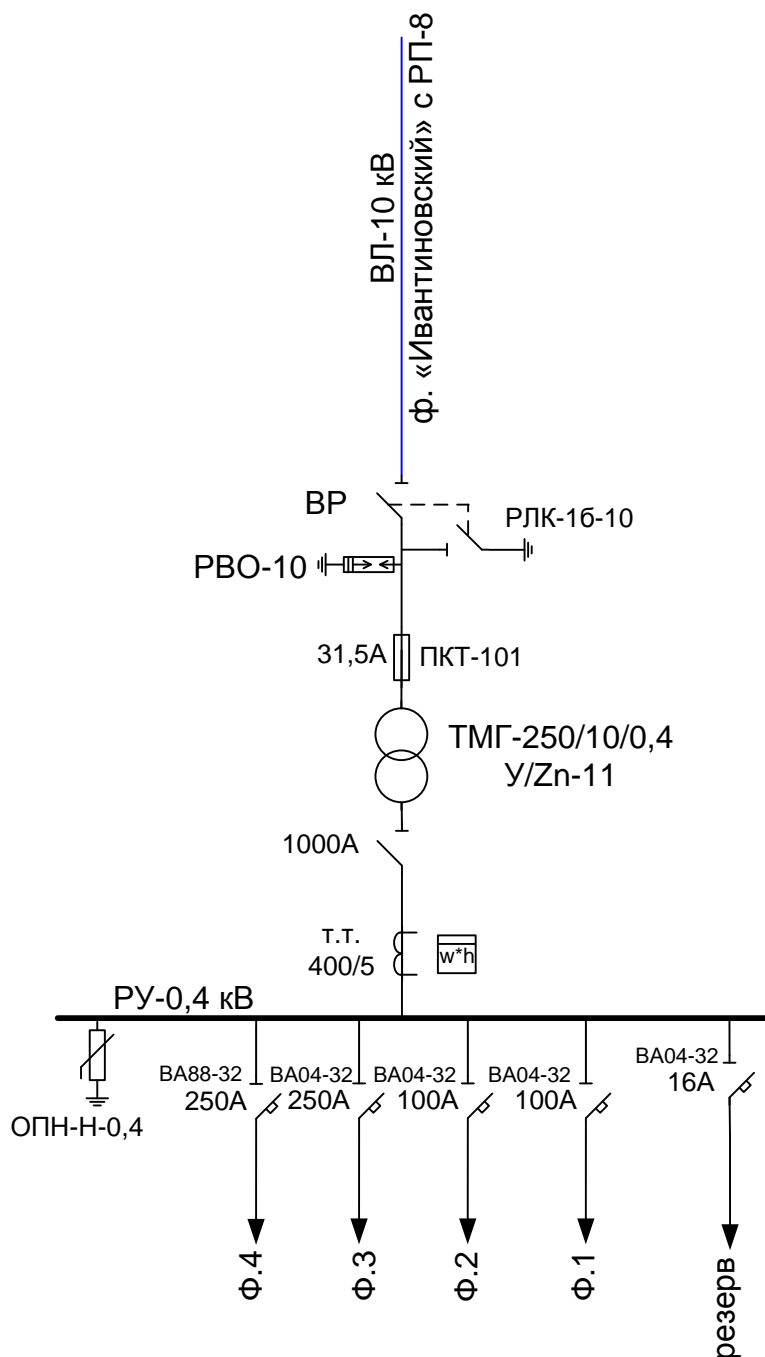 ВЛ-10 кВ
ф. «Ивантиновский» с РП-8
ВР
РЛК-1б-10
РВО-10
31,5А
ПКТ-101
ТМГ-250/10/0,4
У/Zn-11
1000А
т.т.
400/5
w*h
РУ-0,4 кВ
ОПН-Н-0,4
ВА88-32
250А
ВА04-32
250А
ВА04-32
100А
ВА04-32
100А
ВА04-32
16А
Ф.4
Ф.3
Ф.2
Ф.1
резерв